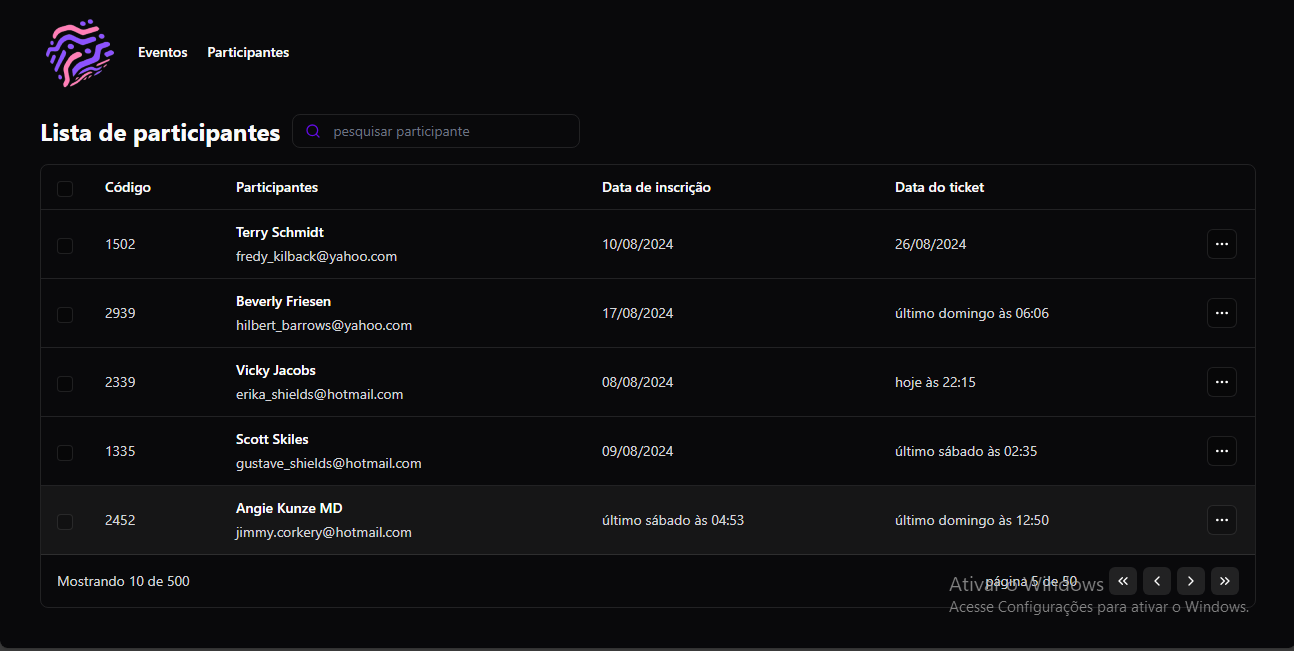 Eventos Participantes
Lista de participantes pesquisar participante
Código Participantes Data de inscrição Data do ticket
Terry Schmidt
1502 10/08/2024 26/08/2024
fredy_kilback@yahoo.com
Beverly Friesen
2939 17/08/2024 último domingo às 06:06
hilbert_barrows@yahoo.com
Vicky Jacobs
2339 08/08/2024 hoje às 22:15
erika_shields@hotmail.com
Scott Skiles
1335 09/08/2024 último sábado às 02:35
gustave_shields@hotmail.com
Angie Kunze MD
2452 último sábado às 04:53 último domingo às 12:50
jimmy.corkery@hotmail.com
Mostrando 10 de 500 página 5 de 50
Ativar o Windows
Acesse Configurações para ativar o Windows.